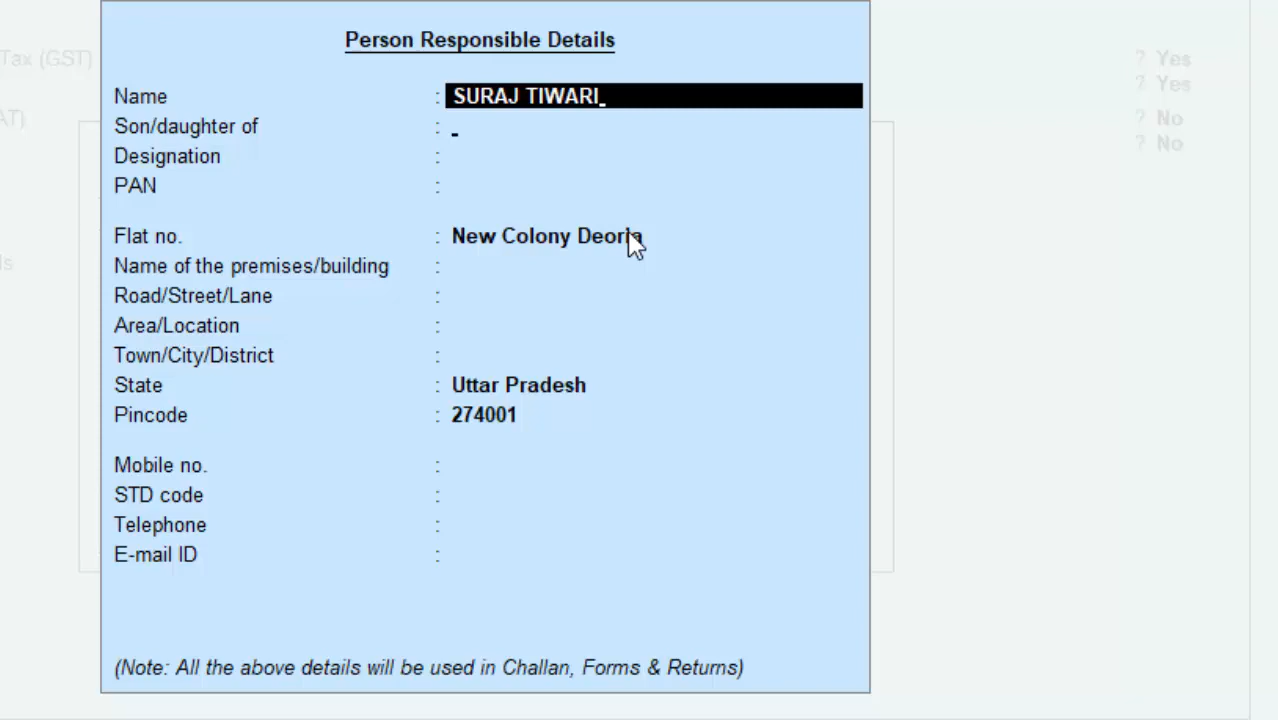 Person Responsible Details
Tax (GST) ? Yes
? Yes
Name : SURAJ TIWARI
AT) ? No
Son/daughter of :
? No
Designation :
PAN :
Flat no. : New Colony Deoria
Name of the premises/building :
Road/Street/Lane :
Area/Location :
Town/City/District :
State : Uttar Pradesh
Pincode : 274001
Mobile no. :
STD code :
Telephone :
E-mail ID :
(Note: All the above details will be used in Challan, Forms & Returns)